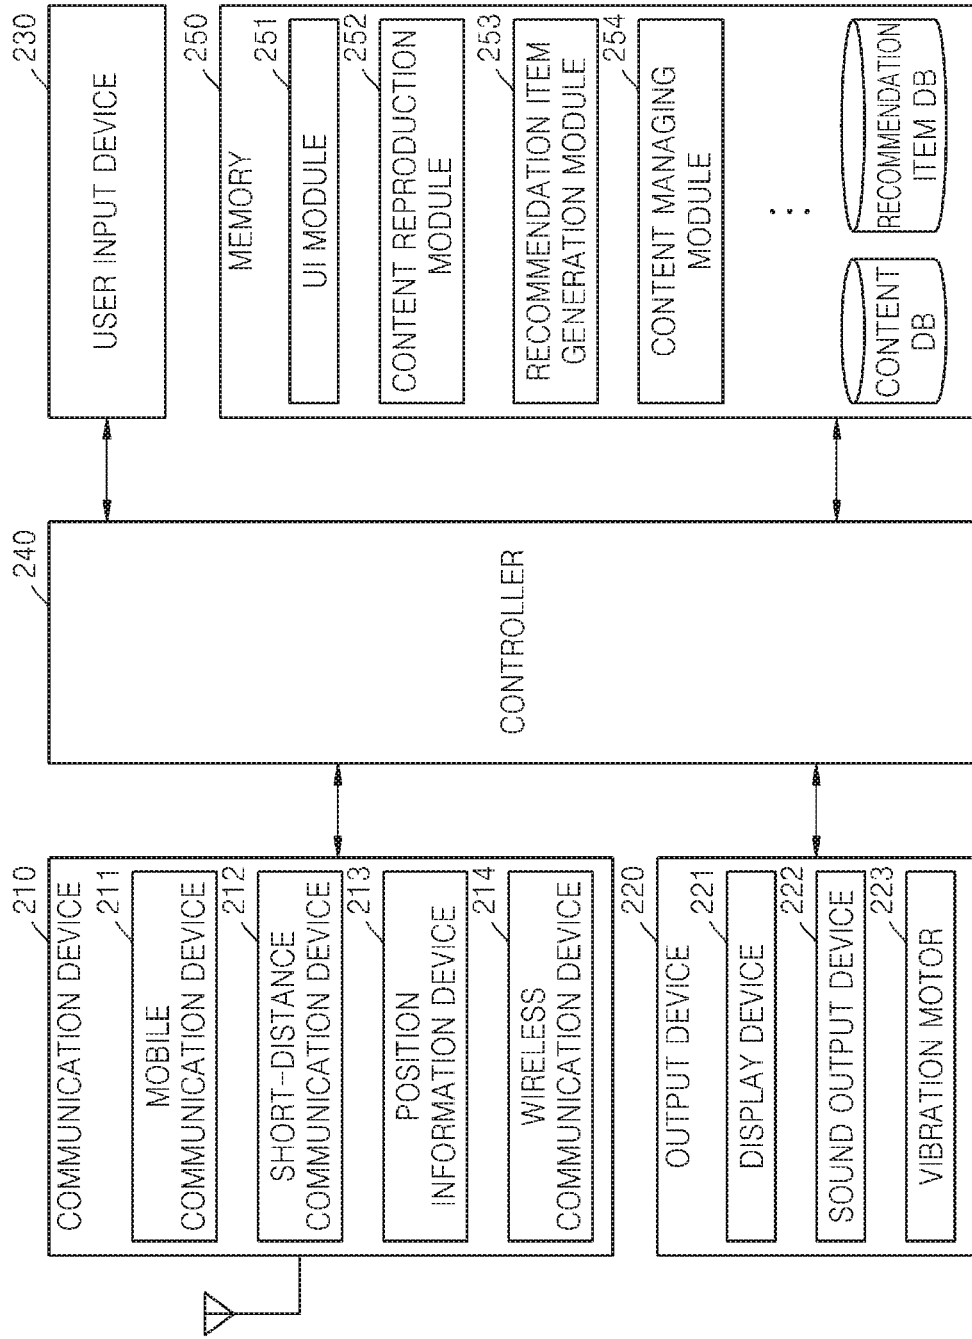 210
COMMUNICATION DEVICE
211
MOBILE
COMMUNICATION DEVICE
212
SHORT-DISTANCE
COMMUNICATION DEVICE
213
POSITION
INFORMATION DEVICE
214
WIRELESS
COMMUNICATION DEVICE
220
OUTPUT DEVICE
221
DISPLAY DEVICE
222
SOUND OUTPUT DEVICE
223
VIBRATION MOTOR
240
CONTROLLER
230
USER INPUT DEVICE
250
MEMORY
251
UI MODULE
252
CONTENT REPRODUCTION
MODULE
253
RECOMMENDATION ITEM
GENERATION MODULE
254
CONTENT MANAGING
MODULE
...
CONTENT
DB
RECOMMENDATION
ITEM DB